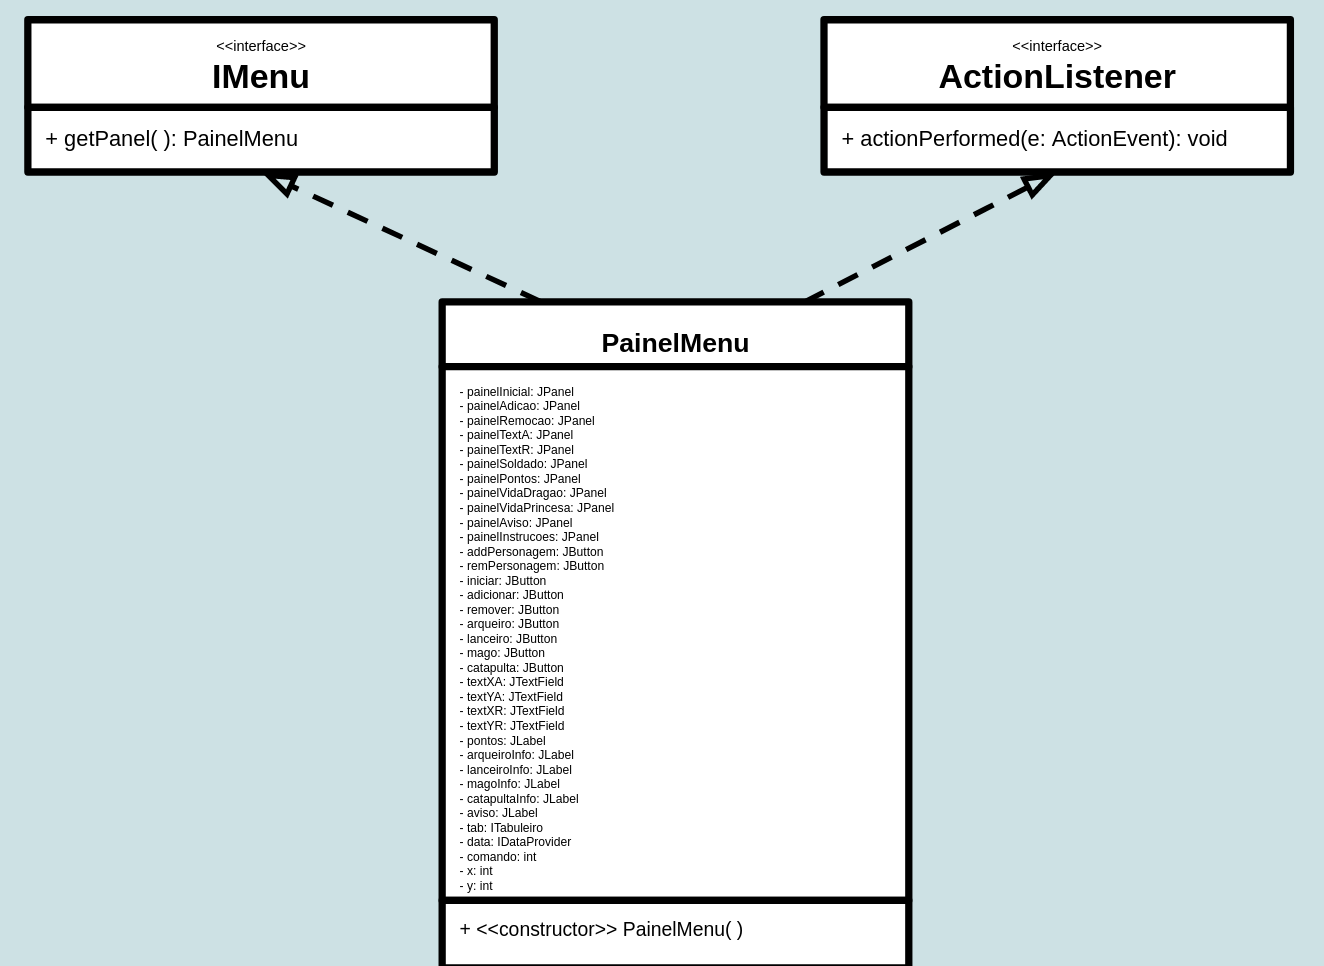 <<interface>>
IMenu
+ getPanel( ): PainelMenu
<<interface>>
ActionListener
+ actionPerformed(e: ActionEvent): void
PainelMenu
- painelInicial: JPanel
- painelAdicao: JPanel
- painelRemocao: JPanel
- painelTextA: JPanel
- painelTextR: JPanel
- painelSoldado: JPanel
- painelPontos: JPanel
- painelVidaDragao: JPanel
- painelVidaPrincesa: JPanel
- painelAviso: JPanel
- painelInstrucoes: JPanel
- addPersonagem: JButton
- remPersonagem: JButton
- iniciar: JButton
- adicionar: JButton
- remover: JButton
- arqueiro: JButton
- lanceiro: JButton
- mago: JButton
- catapulta: JButton
- textXA: JTextField
- textYA: JTextField
- textXR: JTextField
- textYR: JTextField
- pontos: JLabel
- arqueiroInfo: JLabel
- lanceiroInfo: JLabel
- magoInfo: JLabel
- catapultaInfo: JLabel
- aviso: JLabel
- tab: ITabuleiro
- data: IDataProvider
- comando: int
- x: int
- y: int
+ <<constructor>> PainelMenu( )